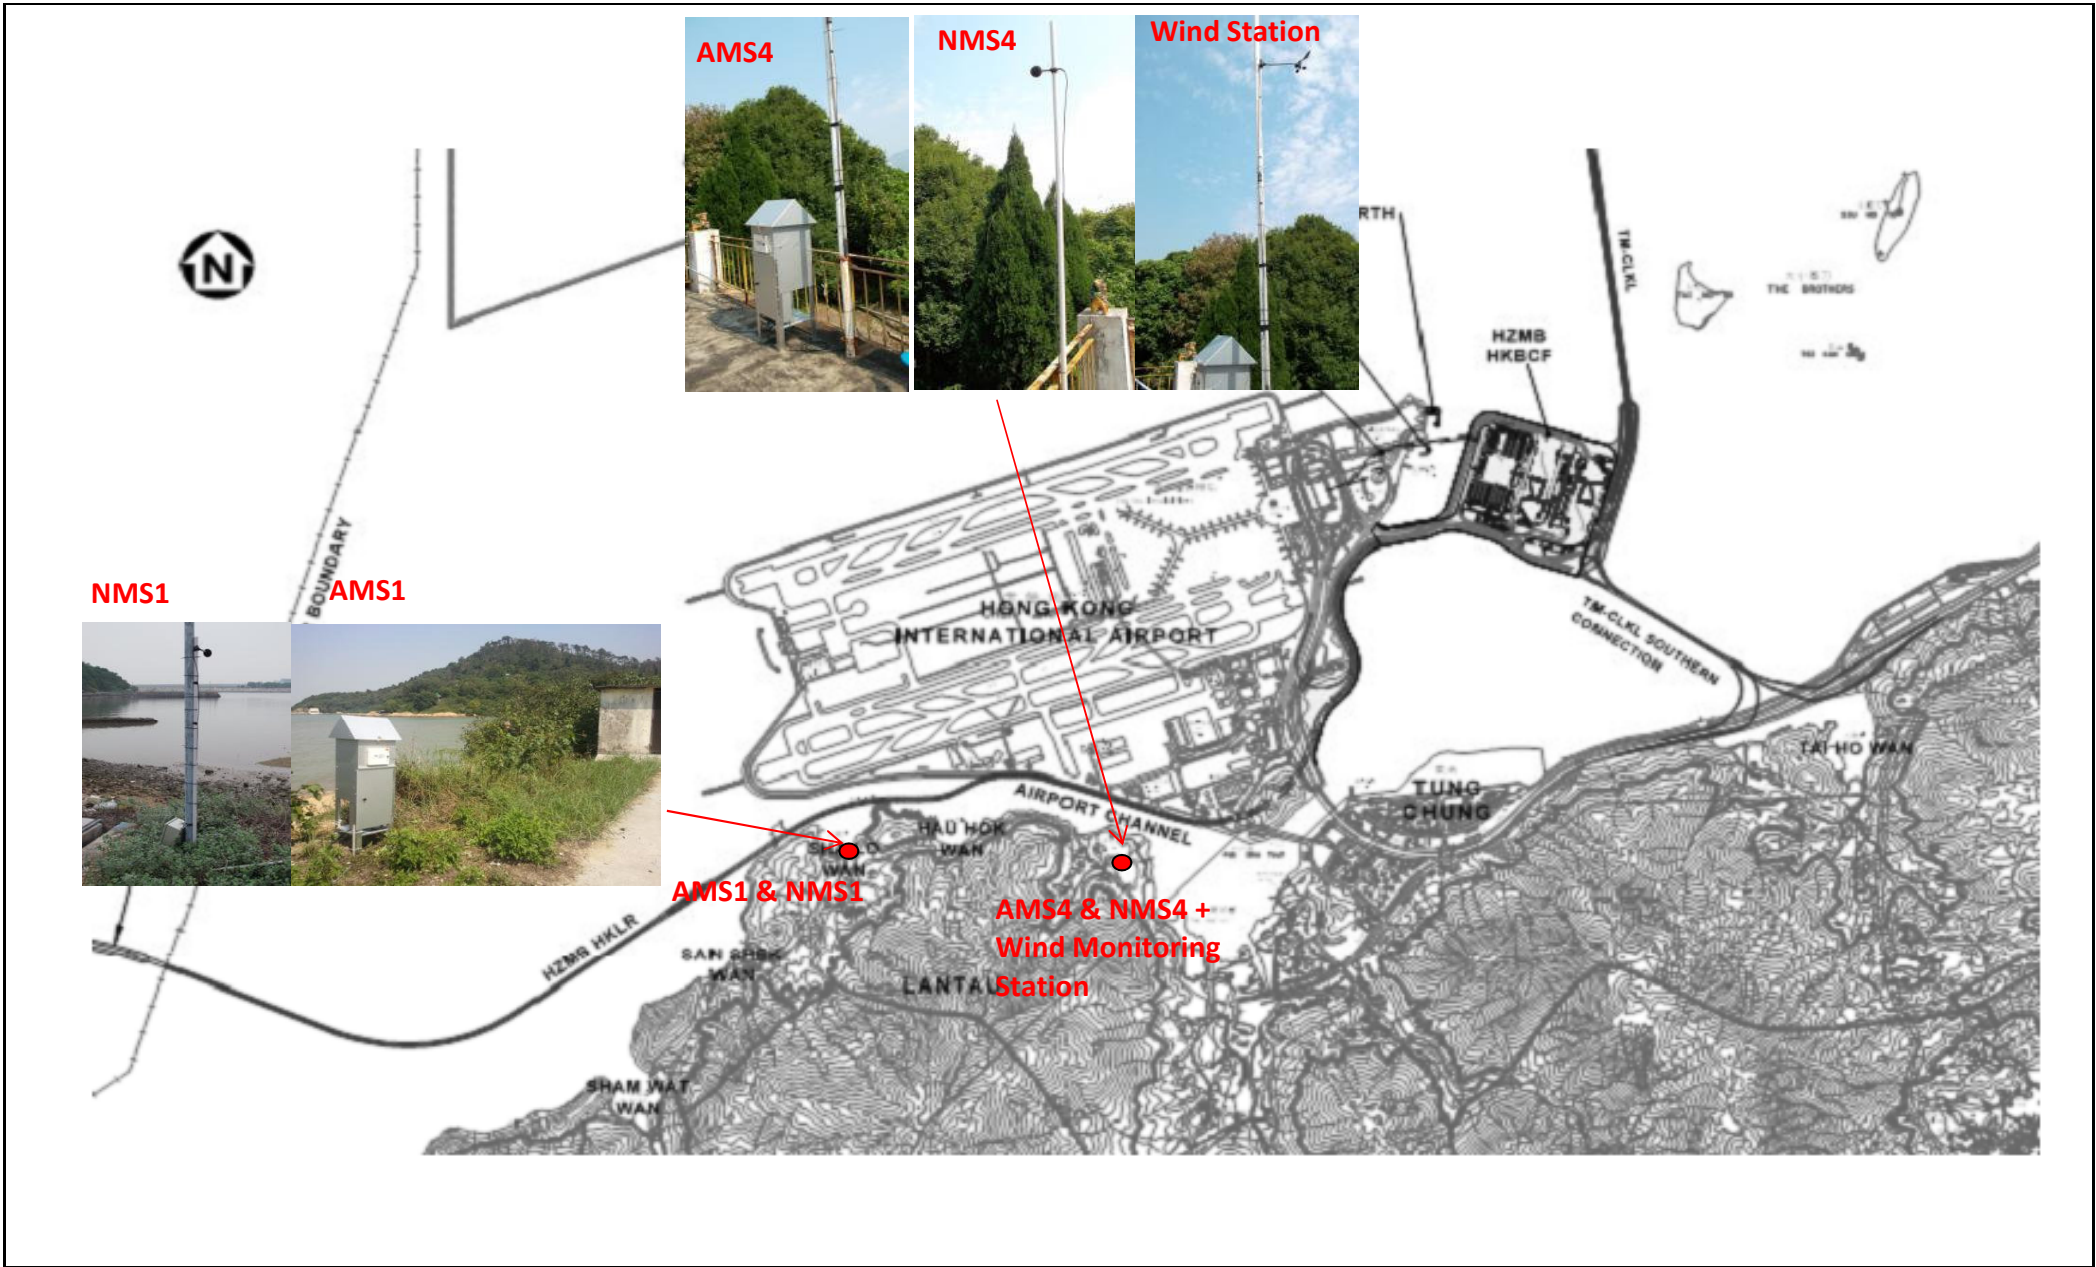 AMS4
NMS4
Wind Station
N
RTH
TM-CLKL
THE BROTHERS
HZMB
HKBCF
BOUNDARY
NMS1
AMS1
HONG KONG
INTERNATIONAL AIRPORT
TM-CLKL SOUTHERN
CONNECTION
TAI HO WAN
TUNG
CHUNG
AIRPORT CHANNEL
HAU HOK
WAN
WAN
AMS1 & NMS1
AMS4 & NMS4 +
Wind Monitoring
Station
HZMB HKLR
WAN
LANTAU
SHAM WAT
WAN